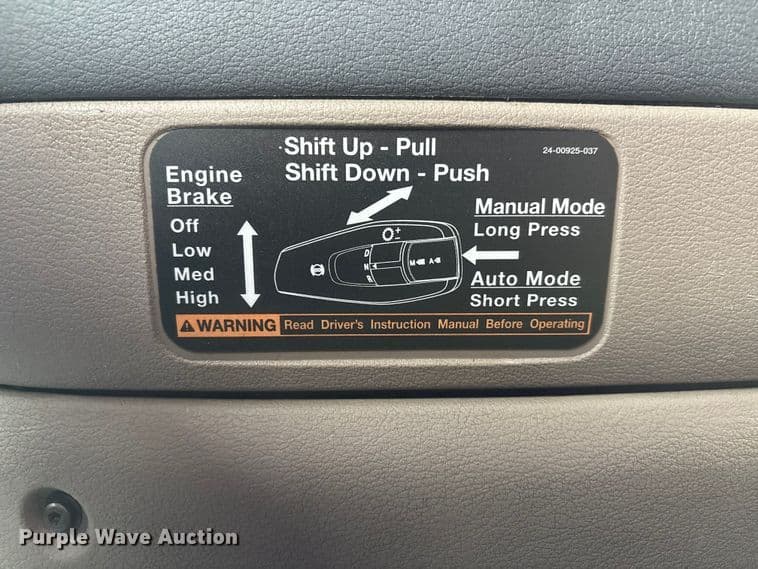 Shift Up - Pull
Shift Down - Push
24-00925-037
Engine
Brake
Off
Low
Med
High
Manual Mode
Long Press
Auto Mode
Short Press
D
N
R
M
A
+
-
WARNING Read Driver's Instruction Manual Before Operating
Purple Wave Auction